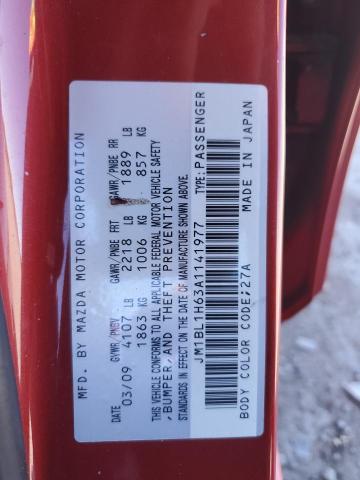 MFD. BY MAZDA MOTOR CORPORATION
DATE GVWR/PNBV GAWR/PNBE FRT GAWR/PNBE RR
03/09 4107 LB 2218 LB 1889 LB
1863 KG 1006 KG 857 KG
THIS VEHICLE CONFORMS TO ALL APPLICABLE FEDERAL MOTOR VEHICLE SAFETY
, BUMPER, AND THEFT PREVENTION
STANDARDS IN EFFECT ON THE DATE OF MANUFACTURE SHOWN ABOVE.
JM1BL1H63A1141977 TYPE: PASSENGER
BODY COLOR CODE: 27A MADE IN JAPAN